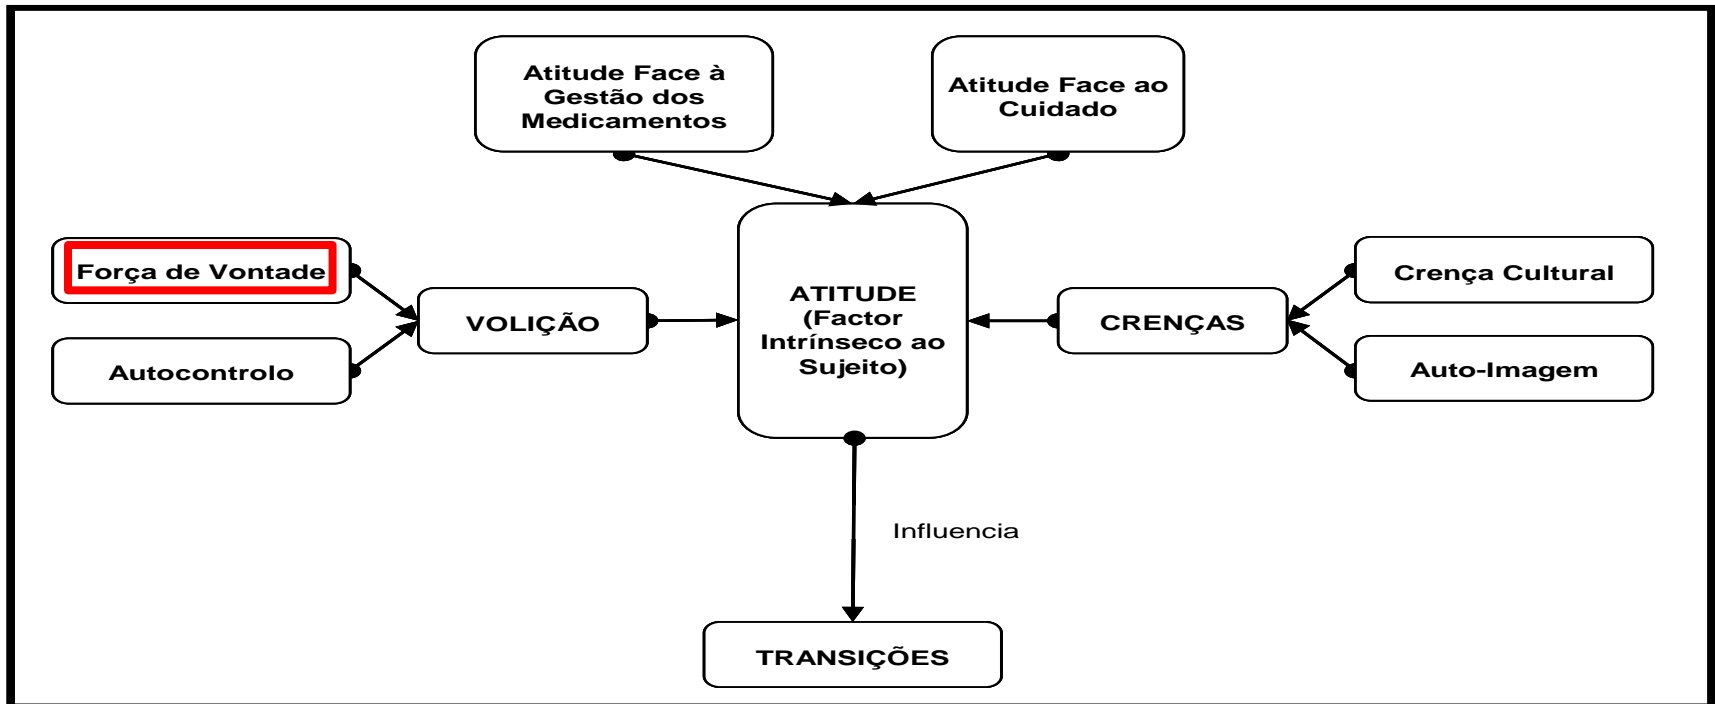 Atitude Face à
Gestão dos
Medicamentos
Atitude Face ao
Cuidado
Força de Vontade
Autocontrolo
VOLIÇÃO
ATITUDE
(Factor
Intrínseco ao
Sujeito)
CRENÇAS
Crença Cultural
Auto-Imagem
Influencia
TRANSIÇÕES